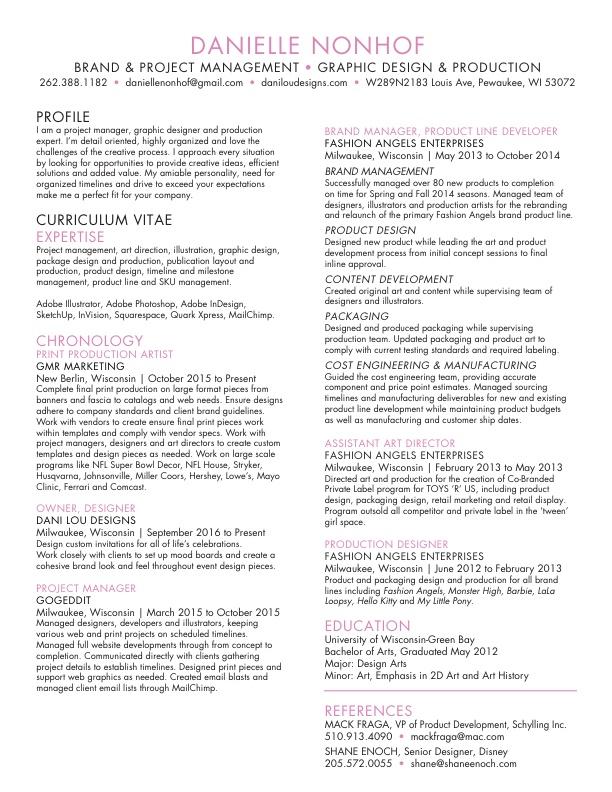 DANIELLE NONHOF
BRAND & PROJECT MANAGEMENT • GRAPHIC DESIGN & PRODUCTION
262.388.1182 • daniellenonhof@gmail.com • daniloudesigns.com • W289N2183 Louis Ave, Pewaukee, WI 53072
PROFILE
I am a project manager, graphic designer and production
expert. I'm detail oriented, highly organized and love the
challenges of the creative process. I approach every situation
by looking for opportunities to provide creative ideas, efficient
solutions and added value. My amiable personality, need for
organized timelines and drive to exceed your expectations
make me a perfect fit for your company.
CURRICULUM VITAE
EXPERTISE
Project management, art direction, illustration, graphic design,
package design and production, publication layout and
production, product design, timeline and milestone
management, product line and SKU management.
Adobe Illustrator, Adobe Photoshop, Adobe InDesign,
SketchUp, InVision, Squarespace, Quark Xpress, MailChimp.
CHRONOLOGY
PRINT PRODUCTION ARTIST
GMR MARKETING
New Berlin, Wisconsin | October 2015 to Present
Complete final print production on large format pieces from
banners and fascia to catalogs and web needs. Ensure designs
adhere to company standards and client brand guidelines.
Work with vendors to create ensure final print pieces work
within templates and comply with vendor specs. Work with
project managers, designers and art directors to create custom
templates and design pieces as needed. Work on large scale
programs like NFL Super Bowl Decor, NFL House, Stryker,
Husqvarna, Johnsonville, Miller Coors, Hershey, Lowe's, Mayo
Clinic, Ferrari and Comcast.
OWNER, DESIGNER
DANI LOU DESIGNS
Milwaukee, Wisconsin | September 2016 to Present
Design custom invitations for all of life's celebrations.
Work closely with clients to set up mood boards and create a
cohesive brand look and feel throughout event design pieces.
PROJECT MANAGER
GOGEDDIT
Milwaukee, Wisconsin | March 2015 to October 2015
Managed designers, developers and illustrators, keeping
various web and print projects on scheduled timelines.
Managed full website developments through from concept to
completion. Communicated directly with clients gathering
project details to establish timelines. Designed print pieces and
support web graphics as needed. Created email blasts and
managed client email lists through MailChimp.
BRAND MANAGER, PRODUCT LINE DEVELOPER
FASHION ANGELS ENTERPRISES
Milwaukee, Wisconsin | May 2013 to October 2014
BRAND MANAGEMENT
Successfully managed over 80 new products to completion
on time for Spring and Fall 2014 seasons. Managed team of
designers, illustrators and production artists for the rebranding
and relaunch of the primary Fashion Angels brand product line.
PRODUCT DESIGN
Designed new product while leading the art and product
development process from initial concept sessions to final
inline approval.
CONTENT DEVELOPMENT
Created original art and content while supervising team of
designers and illustrators.
PACKAGING
Designed and produced packaging while supervising
production team. Updated packaging and product art to
comply with current testing standards and required labeling.
COST ENGINEERING & MANUFACTURING
Guided the cost engineering team, providing accurate
component and price point estimates. Managed sourcing
timelines and manufacturing deliverables for new and existing
product line development while maintaining product budgets
as well as manufacturing and customer ship dates.
ASSISTANT ART DIRECTOR
FASHION ANGELS ENTERPRISES
Milwaukee, Wisconsin | February 2013 to May 2013
Directed art and production for the creation of Co-Branded
Private Label program for TOYS 'R' US, including product
design, packaging design, retail marketing and retail display.
Program outsold all competitor and private label in the 'tween'
girl space.
PRODUCTION DESIGNER
FASHION ANGELS ENTERPRISES
Milwaukee, Wisconsin | June 2012 to February 2013
Product and packaging design and production for all brand
lines including Fashion Angels, Monster High, Barbie, LaLa
Loopsy, Hello Kitty and My Little Pony.
EDUCATION
University of Wisconsin-Green Bay
Bachelor of Arts, Graduated May 2012
Major: Design Arts
Minor: Art, Emphasis in 2D Art and Art History
REFERENCES
MACK FRAGA, VP of Product Development, Schylling Inc.
510.913.4090 • mackfraga@mac.com
SHANE ENOCH, Senior Designer, Disney
205.572.0055 • shane@shaneenoch.com